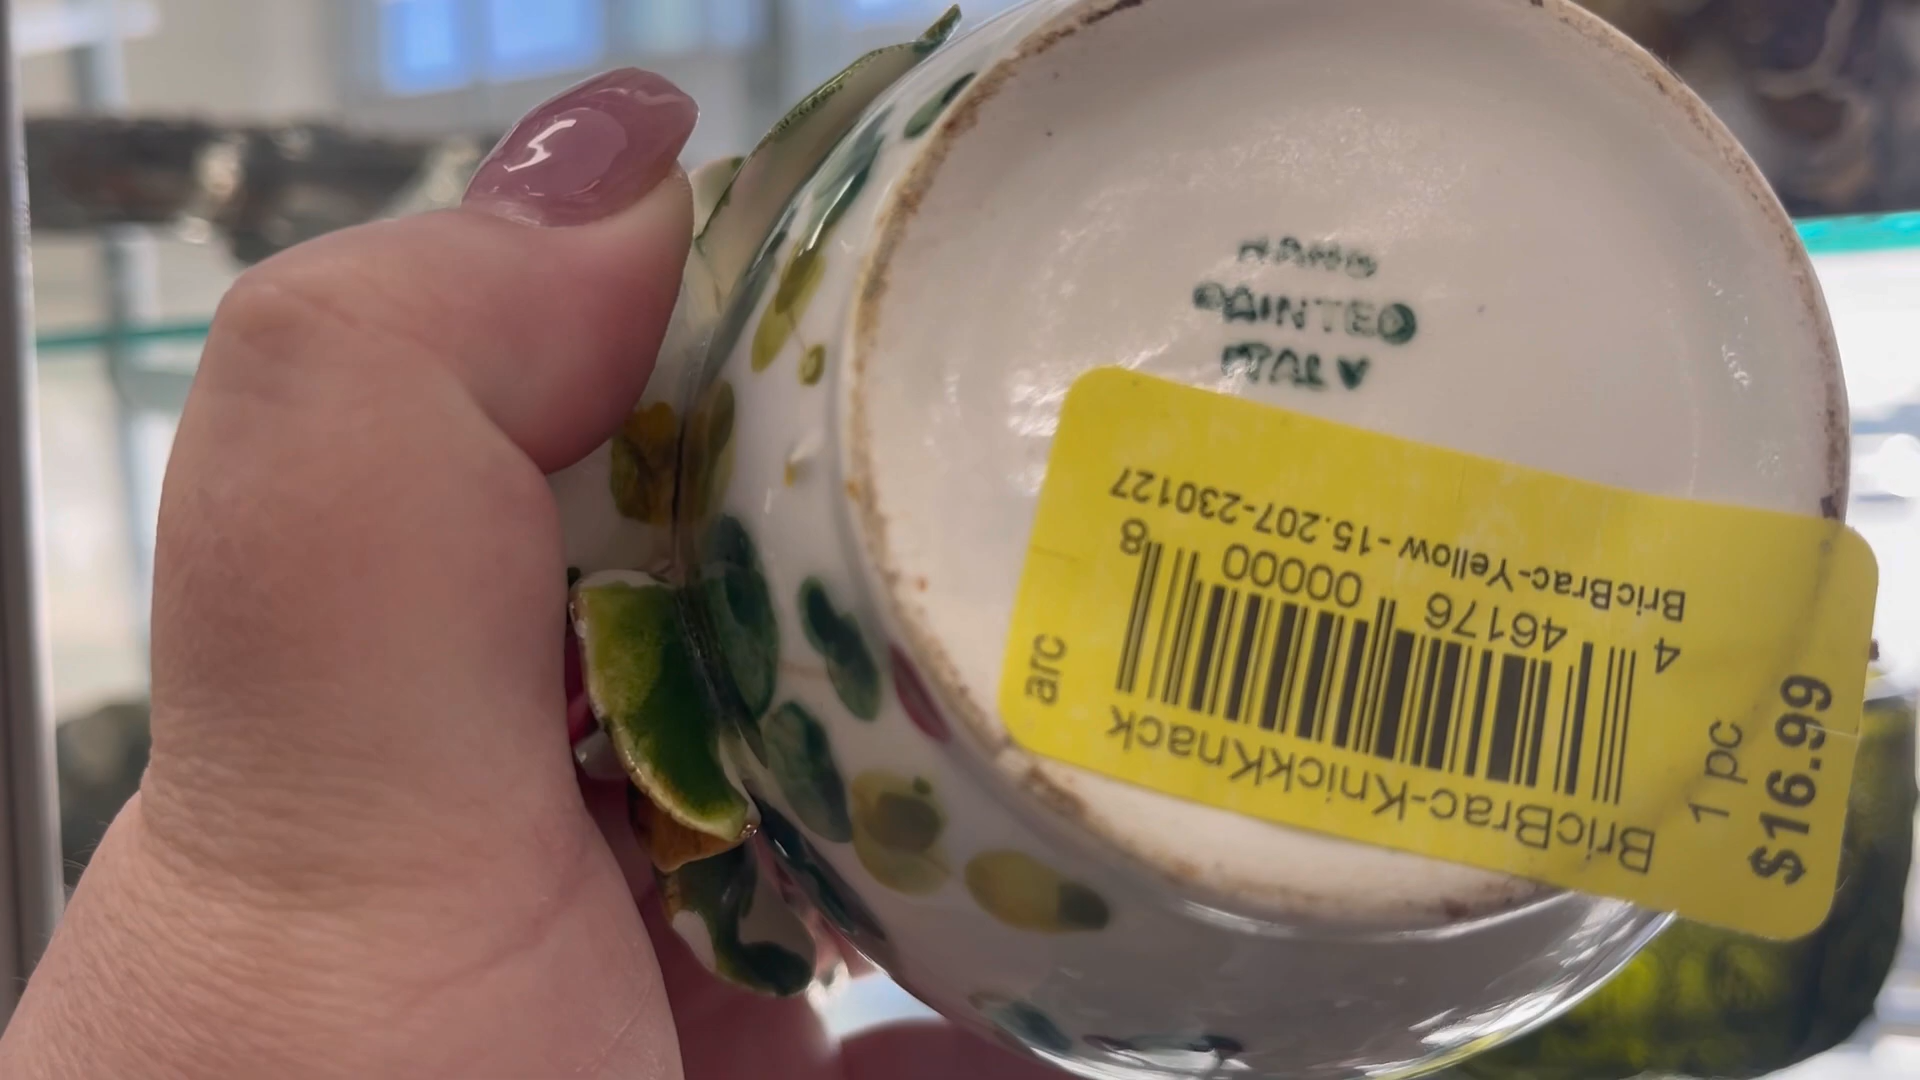 HAND
PAINTED
ITALY
BricBrac-KnickKnack
4 46176 00000 8
BricBrac-Yellow -15.207-230127
arc
1 pc
$16.99